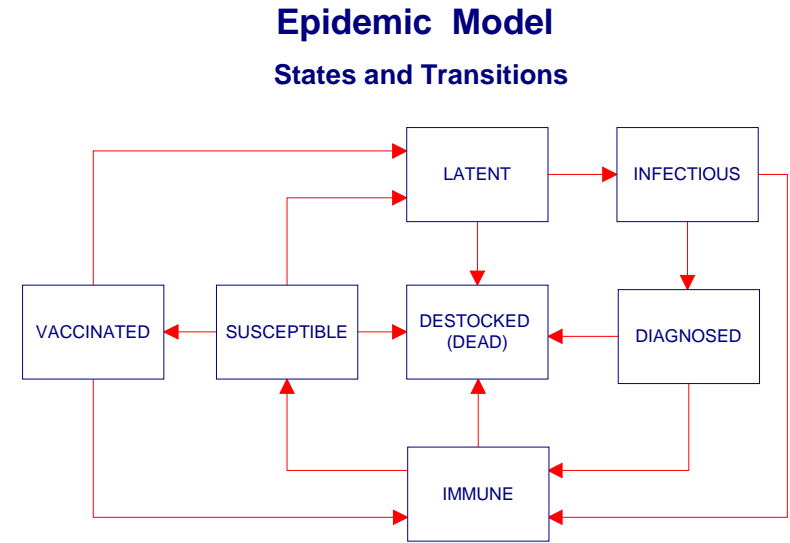 Epidemic Model
States and Transitions
LATENT
INFECTIOUS
VACCINATED
SUSCEPTIBLE
DESTOCKED
(DEAD)
DIAGNOSED
IMMUNE